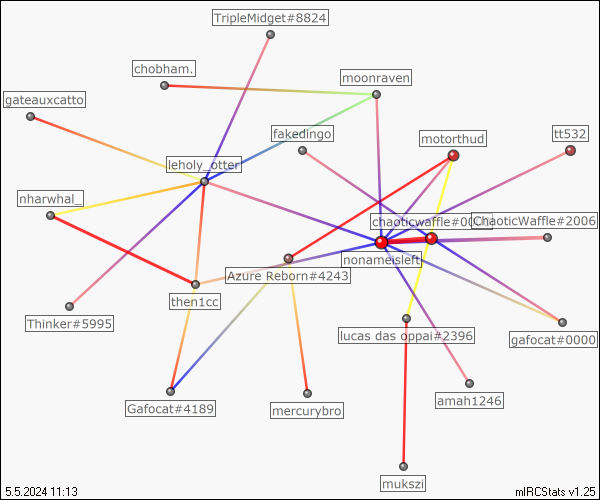 TripleMidget#8824
chobham.
moonraven
gateauxcatto
fakedingo
motorthud
tt532
leholy_otter
nharwhal_
chaoticwaffle#0
ChaoticWaffle#2006
nonameisleft
Azure Reborn#4243
then1cc
Thinker#5995
lucas das oppai#2396
gafocat#0000
Gafocat#4189
mercurybro
amah1246
mukszi
5.5.2024 11:13
mIRCStats v1.25